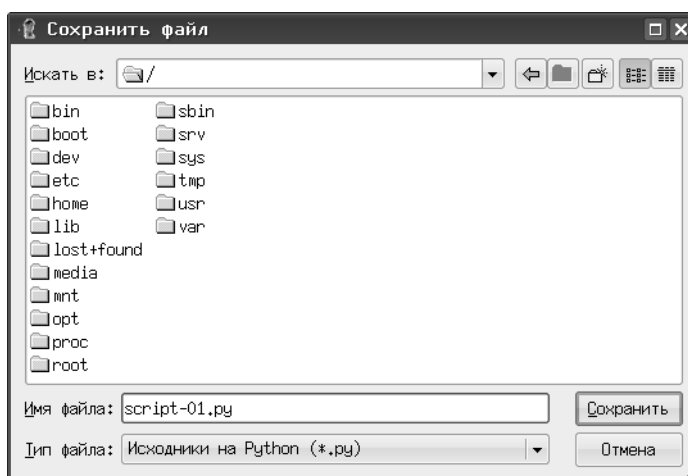 Сохранить файл
Искать в: /
bin
boot
dev
etc
home
lib
lost+found
media
mnt
opt
proc
root
sbin
srv
sys
tmp
usr
var
Имя файла: script-01.py
Сохранить
Тип файла: Исходники на Python (*.py)
Отмена